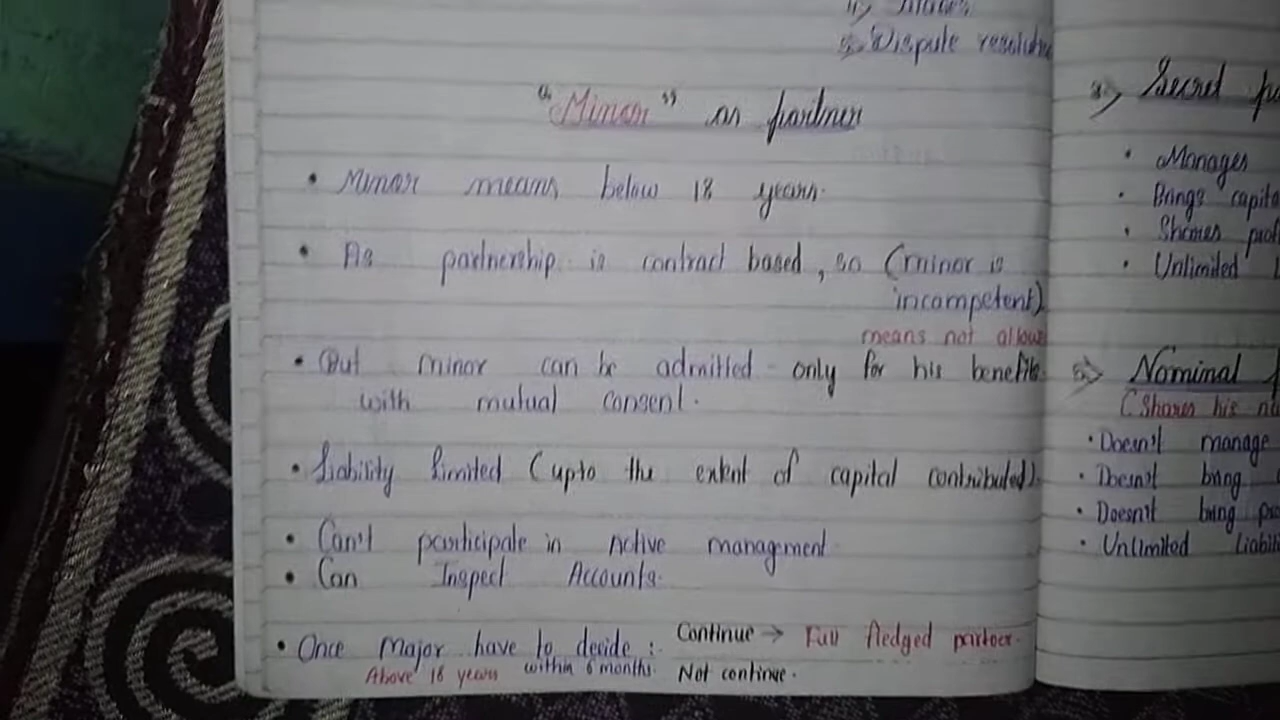 5, Dispute
"Minor" as partner
• Minor means below 18 years.
• As partnership is contract based, so (minor is
incompetent)
means not allow
• But minor can be admitted only for his benefits
with mutual consent.
• Liability limited (upto the extent of capital contributed).
• Can't participate in active management
• Can Inspect Accounts.
• Once Major have to decide : Continue → Full fledged partner.
Above 18 years within 6 months. Not continue.
Secret
• Manages
• Brings
• Shares
• Unlimited
Nominal
(Shares his
• Doesn't manage
• Doesn't bring
• Doesn't bring
• Unlimited